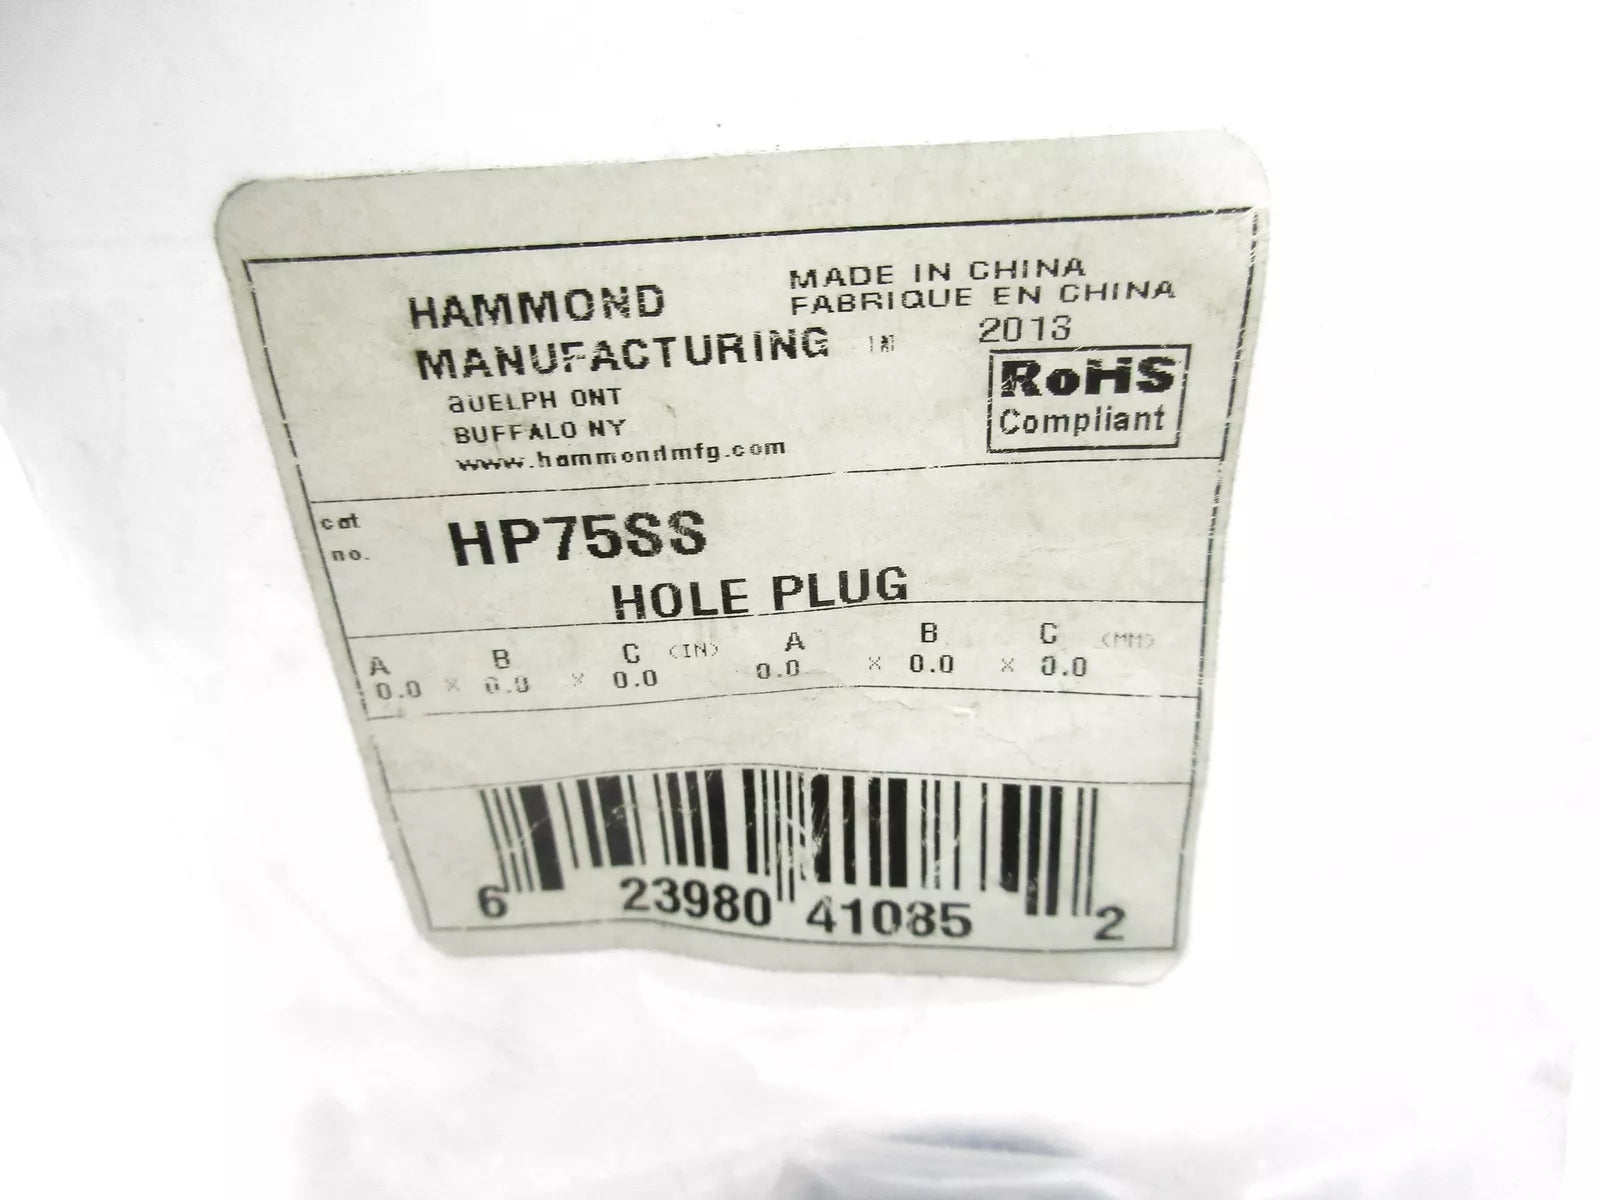 HAMMOND
MANUFACTURING
GUELPH ONT
BUFFALO NY
www.hammondmfg.com
MADE IN CHINA
FABRIQUE EN CHINA
2013
RoHS
Compliant
cat
no.
HP75SS
HOLE PLUG
A B C (IN) A B C (MM)
0.0 x 0.0 x 0.0 0.0 x 0.0 x 0.0
6 23980 41085 2